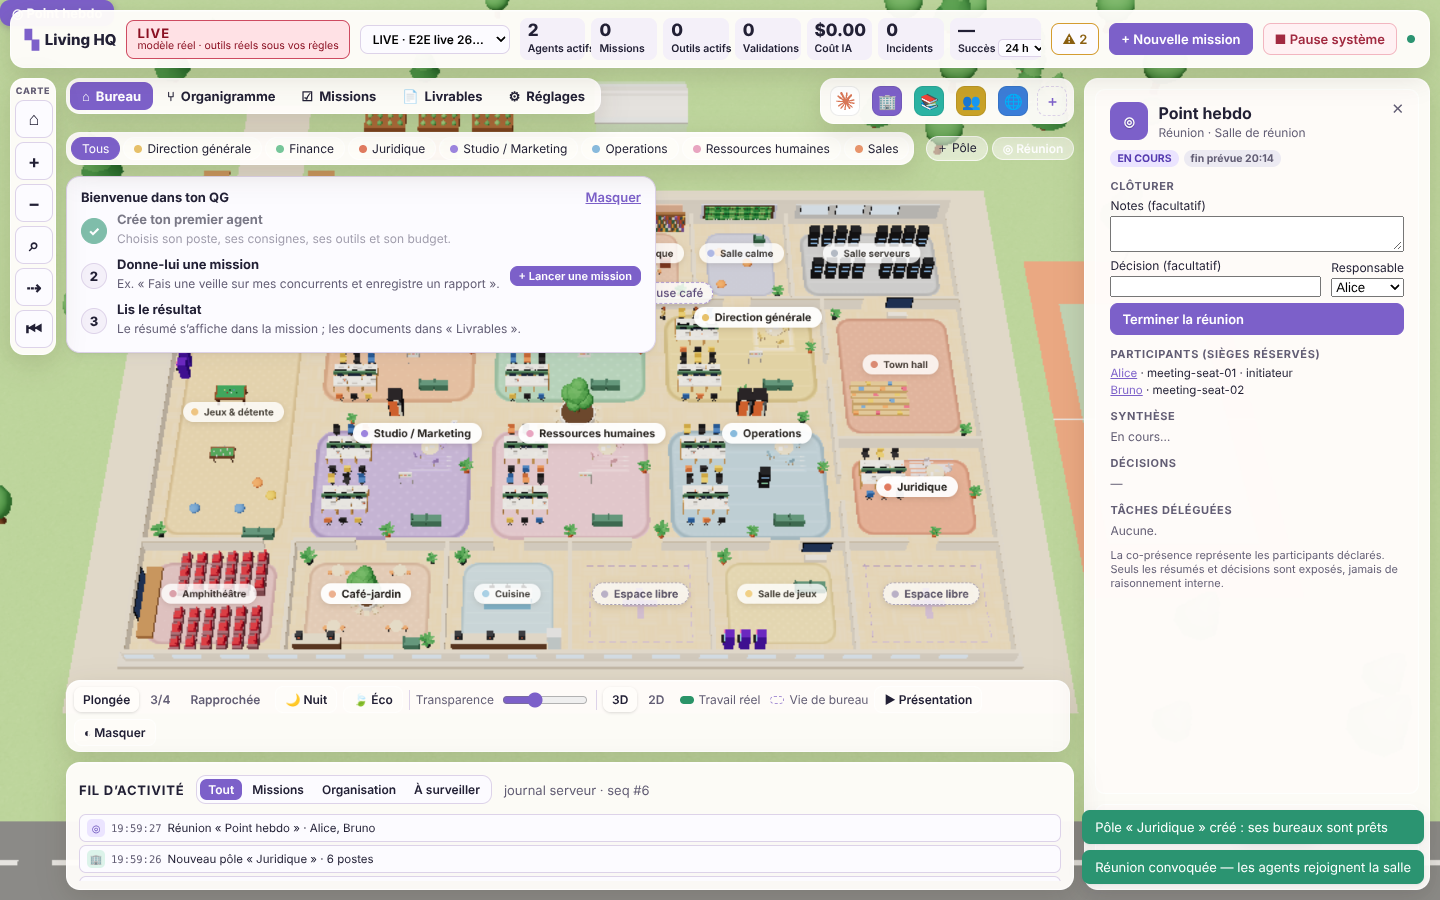 Living HQ
LIVE
modèle réel · outils réels sous vos règles
LIVE · E2E live 26...
2
Agents actifs
0
Missions
0
Outils actifs
0
Validations
$0.00
Coût IA
0
Incidents
—
Succès
24 h
⚠ 2
+ Nouvelle mission
Pause système
CARTE
Bureau
Organigramme
Missions
Livrables
Réglages
Tous
Direction générale
Finance
Juridique
Studio / Marketing
Operations
Ressources humaines
Sales
+ Pôle
Réunion
Bienvenue dans ton QG
Masquer
Crée ton premier agent
Choisis son poste, ses consignes, ses outils et son budget.
2
Donne-lui une mission
Ex. « Fais une veille sur mes concurrents et enregistre un rapport ».
+ Lancer une mission
3
Lis le résultat
Le résumé s’affiche dans la mission ; les documents dans « Livrables ».
que
Salle calme
Salle serveurs
use café
Direction générale
Town hall
Jeux & détente
Studio / Marketing
Ressources humaines
Operations
Juridique
Amphithéâtre
Café-jardin
Cuisine
Espace libre
Salle de jeux
Espace libre
Plongée
3/4
Rapprochée
Nuit
Éco
Transparence
3D
2D
Travail réel
Vie de bureau
Présentation
Masquer
FIL D’ACTIVITÉ
Tout
Missions
Organisation
À surveiller
journal serveur · seq #6
19:59:27 Réunion « Point hebdo » · Alice, Bruno
19:59:26 Nouveau pôle « Juridique » · 6 postes
Point hebdo
Réunion · Salle de réunion
EN COURS
fin prévue 20:14
CLÔTURER
Notes (facultatif)
Décision (facultatif)
Responsable
Alice
Terminer la réunion
PARTICIPANTS (SIÈGES RÉSERVÉS)
Alice · meeting-seat-01 · initiateur
Bruno · meeting-seat-02
SYNTHÈSE
En cours…
DÉCISIONS
—
TÂCHES DÉLÉGUÉES
Aucune.
La co-présence représente les participants déclarés.
Seuls les résumés et décisions sont exposés, jamais de
raisonnement interne.
Pôle « Juridique » créé : ses bureaux sont prêts
Réunion convoquée — les agents rejoignent la salle